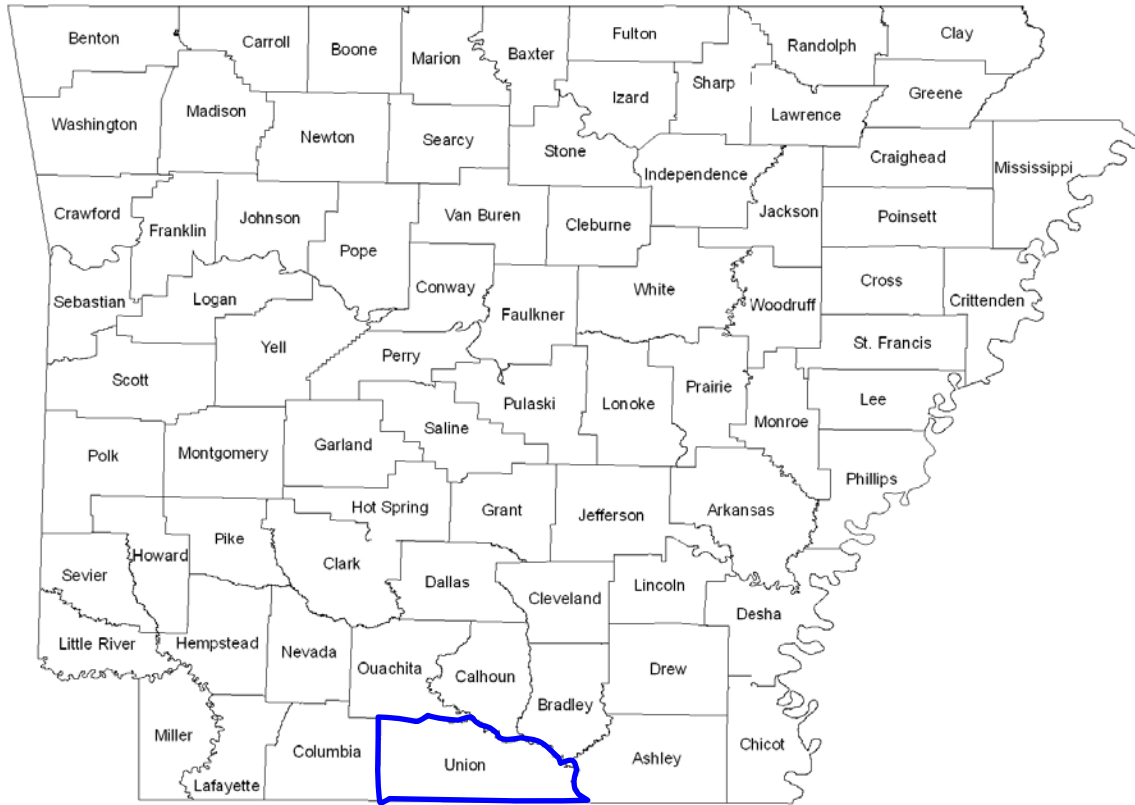 Benton
Carroll
Boone
Marion
Baxter
Fulton
Randolph
Clay
Sharp
Izard
Greene
Madison
Washington
Newton
Searcy
Stone
Lawrence
Craighead
Mississippi
Independence
Crawford
Franklin
Johnson
Pope
Van Buren
Cleburne
Jackson
Poinsett
Sebastian
Logan
Conway
Faulkner
White
Woodruff
Cross
Crittenden
Yell
Perry
St. Francis
Scott
Pulaski
Lonoke
Prairie
Lee
Monroe
Polk
Montgomery
Garland
Saline
Phillips
Hot Spring
Grant
Jefferson
Arkansas
Pike
Howard
Clark
Sevier
Dallas
Cleveland
Lincoln
Desha
Little River
Hempstead
Nevada
Ouachita
Calhoun
Drew
Bradley
Miller
Lafayette
Columbia
Union
Ashley
Chicot